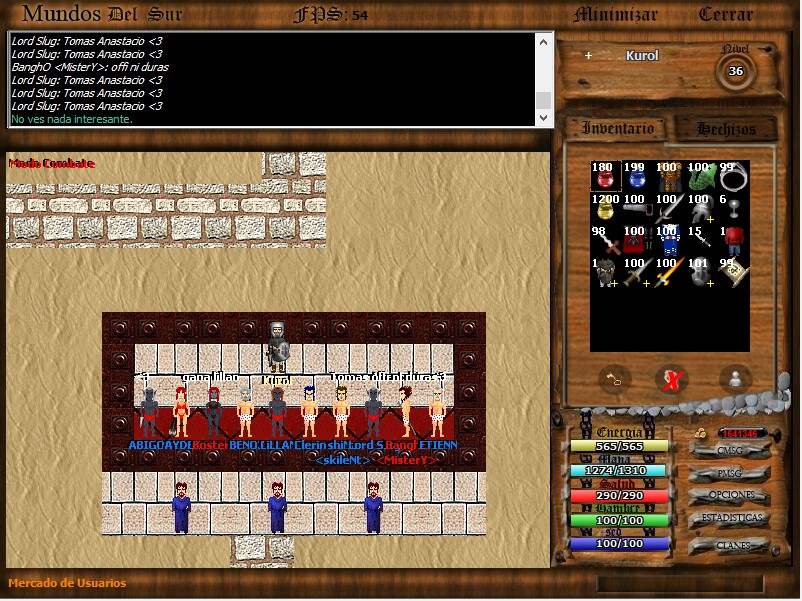 Mundos Del Sur
FPS: 54
Minimizar
Cerrar
Lord Slug: Tomas Anastacio <3
Lord Slug: Tomas Anastacio <3
BanghO <MisterY>: offi ni duras
Lord Slug: Tomas Anastacio <3
Lord Slug: Tomas Anastacio <3
Lord Slug: Tomas Anastacio <3
No ves nada interesante.
+ Kurol
Nivel
36
Inventario
Hechizos
Modo Combate
180 199 100 100 99
1200 100 100 100 6
98 100 100 15 1
1 100 100 101 99
Kurol
<skileNt> <MisterY>
Energia
565/565
Mana
1274/1310
Salud
290/290
Hambre
100/100
sed
100/100
1641346
CMSG
PMSG
OPCIONES
ESTADISTICAS
CLANES
Mercado de Usuarios